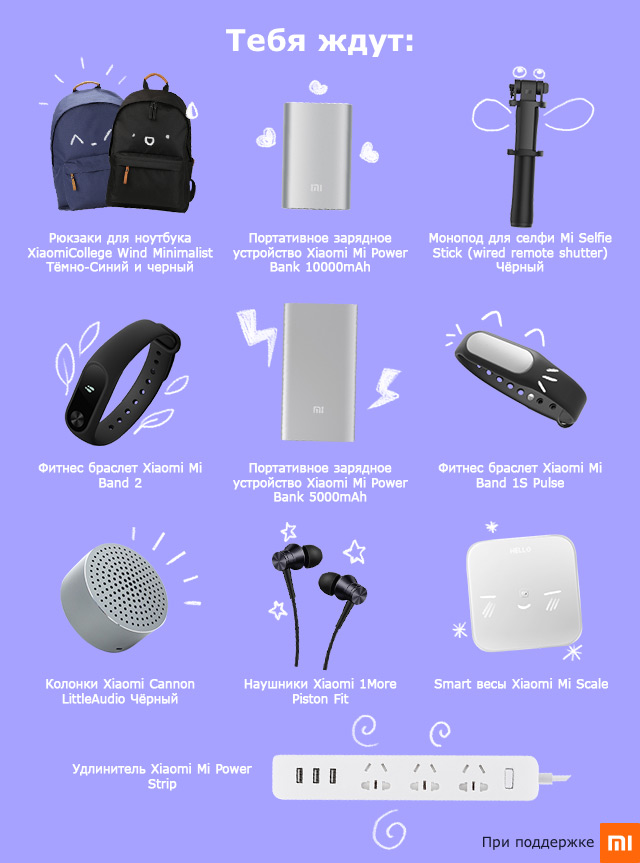 Тебя ждут:
Рюкзаки для ноутбука
XiaomiCollege Wind Minimalist
Тёмно-Синий и черный
mi
Портативное зарядное
устройство Xiaomi Mi Power
Bank 10000mAh
Монопод для селфи Mi Selfie
Stick (wired remote shutter)
Чёрный
Фитнес браслет Xiaomi Mi
Band 2
mi
Портативное зарядное
устройство Xiaomi Mi Power
Bank 5000mAh
Фитнес браслет Xiaomi Mi
Band 1S Pulse
Колонки Xiaomi Cannon
LittleAudio Чёрный
Наушники Xiaomi 1More
Piston Fit
HELLO
Smart весы Xiaomi Mi Scale
Удлинитель Xiaomi Mi Power
Strip
При поддержке mi